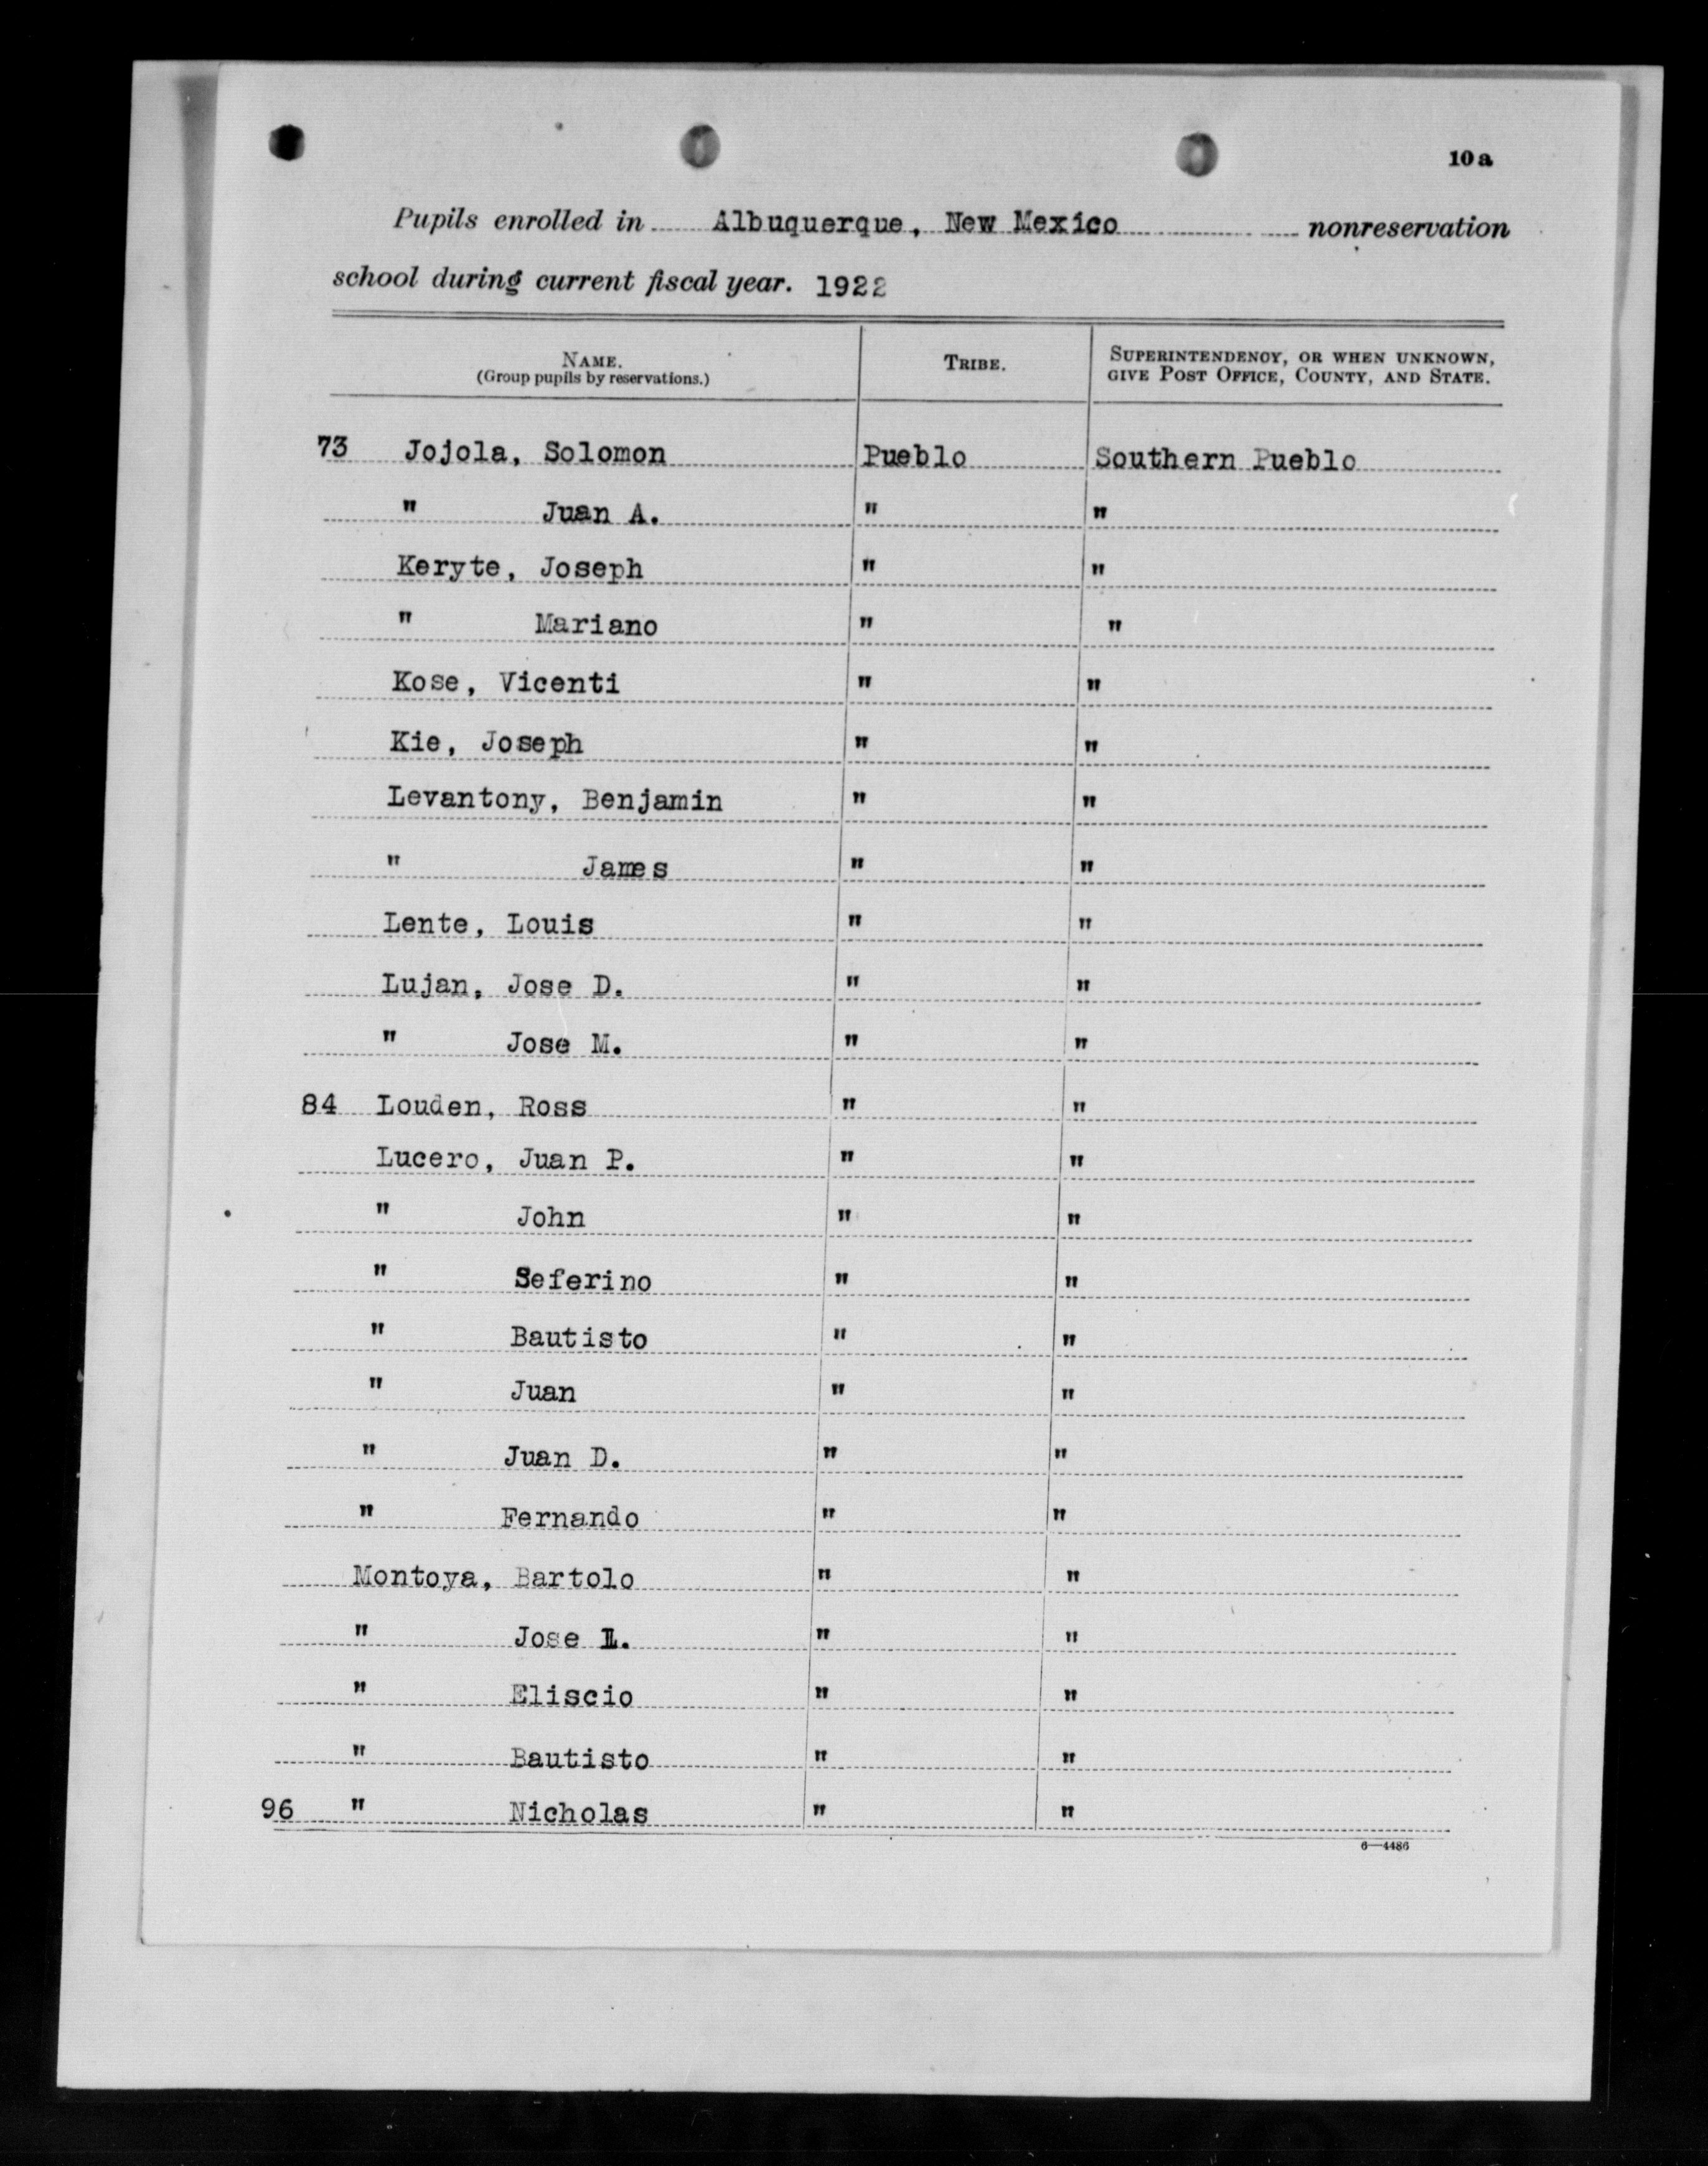 10a
Pupils enrolled in Albuquerque, New Mexico nonreservation
school during current fiscal year. 1922
NAME. TRIBE. SUPERINTENDENCY, OR WHEN UNKNOWN,
(Group pupils by reservations.) GIVE POST OFFICE, COUNTY, AND STATE.
73 Jojola, Solomon Pueblo Southern Pueblo
" Juan A. " "
Keryte, Joseph " "
" Mariano " "
Kose, Vicenti " "
Kie, Joseph " "
Levantony, Benjamin " "
" James " "
Lente, Louis " "
Lujan, Jose D. " "
" Jose M. " "
84 Louden, Ross " "
Lucero, Juan P. " "
" John " "
" Seferino " "
" Bautisto " "
" Juan " "
" Juan D. " "
" Fernando " "
Montoya, Bartolo " "
" Jose L. " "
" Eliscio " "
" Bautisto " "
96 " Nicholas " "
6—4486